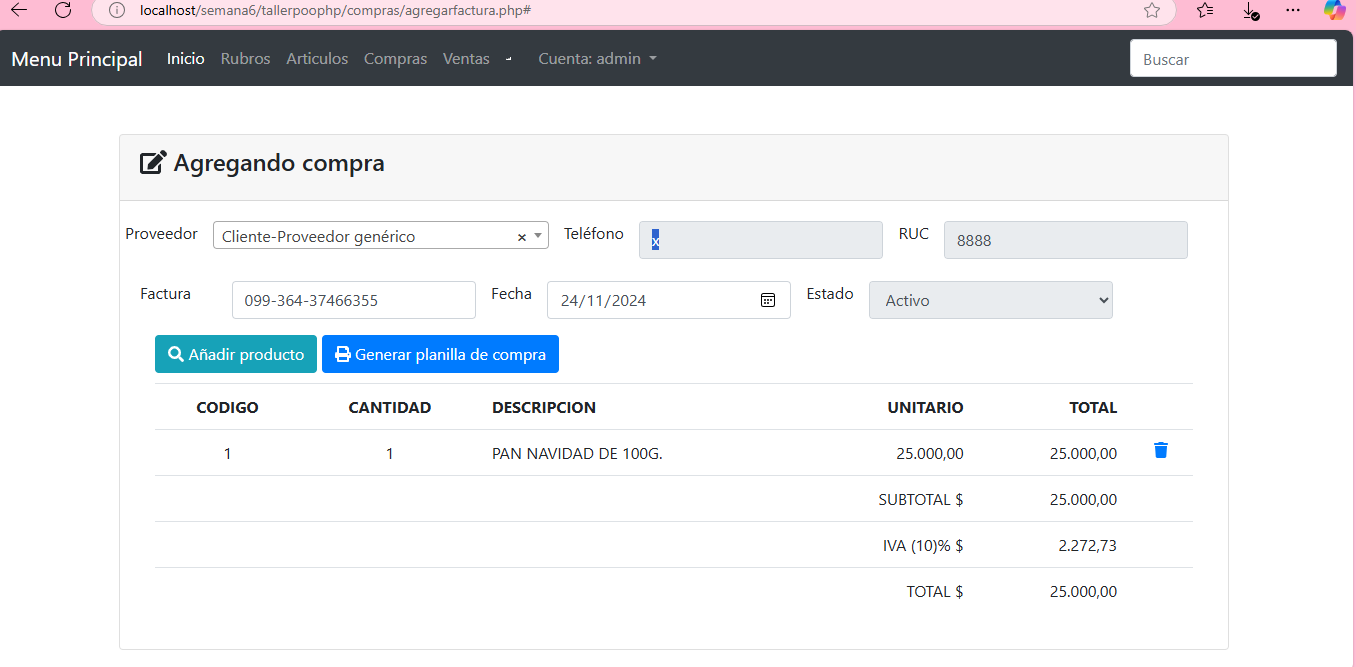 localhost/semana6/tallerpoophp/compras/agregarfactura.php#
Menu Principal Inicio Rubros Articulos Compras Ventas Cuenta: admin Buscar
Agregando compra
Proveedor Cliente-Proveedor genérico × Teléfono x RUC 8888
Factura 099-364-37466355 Fecha 24/11/2024 Estado Activo
Añadir producto Generar planilla de compra
CODIGO CANTIDAD DESCRIPCION UNITARIO TOTAL
1 1 PAN NAVIDAD DE 100G. 25.000,00 25.000,00
SUBTOTAL $ 25.000,00
IVA (10)% $ 2.272,73
TOTAL $ 25.000,00